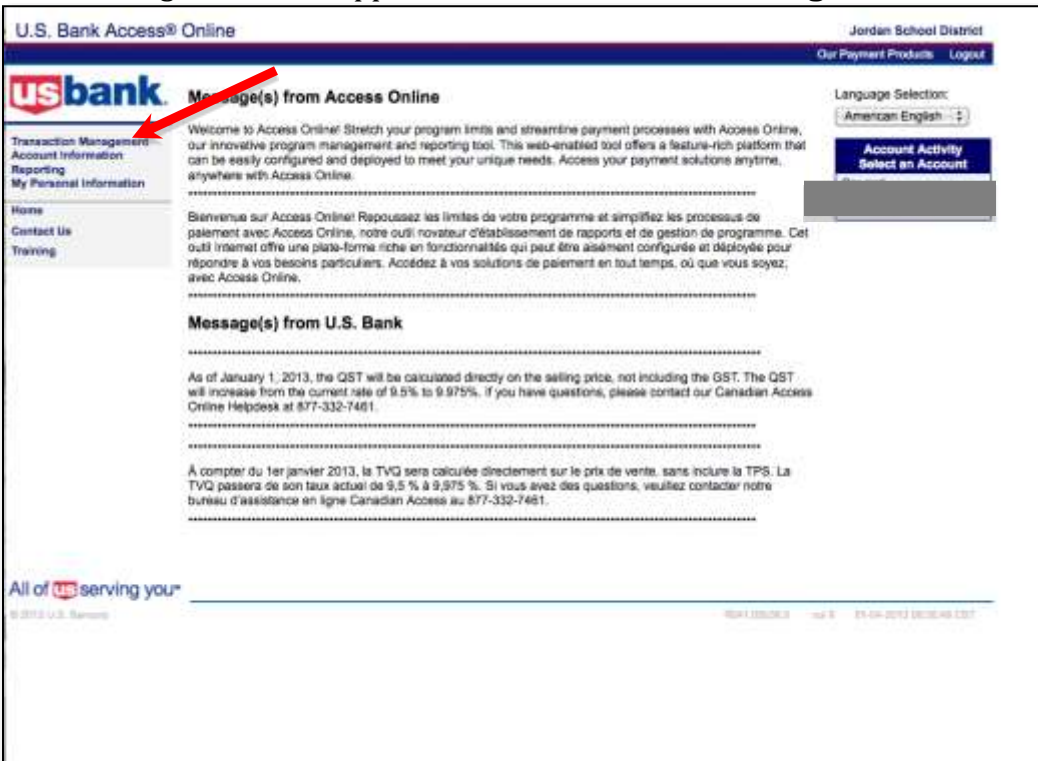 U.S. Bank Access® Online
Jordan School District
Our Payment Products Logout
usbank.
Transaction Management
Account Information
Reporting
My Personal Information
Home
Contact Us
Training
Message(s) from Access Online
Welcome to Access Online! Stretch your program limits and streamline payment processes with Access Online,
our innovative program management and reporting tool. This web-enabled tool offers a feature-rich platform that
can be easily configured and deployed to meet your unique needs. Access your payment solutions anytime,
anywhere with Access Online.
Bienvenue sur Access Online! Repoussez les limites de votre programme et simplifiez les processus de
paiement avec Access Online, notre outil novateur d'établissement de rapports et de gestion de programme. Cet
outil Internet offre une plate-forme riche en fonctionnalités qui peut être aisément configurée et déployée pour
répondre à vos besoins particuliers. Accédez à vos solutions de paiement en tout temps, où que vous soyez,
avec Access Online.
Message(s) from U.S. Bank
As of January 1, 2013, the QST will be calculated directly on the selling price, not including the GST. The QST
will increase from the current rate of 9.5% to 9.975%. If you have questions, please contact our Canadian Access
Online Helpdesk at 877-332-7461.
À compter du 1er janvier 2013, la TVQ sera calculée directement sur le prix de vente, sans inclure la TPS. La
TVQ passera de son taux actuel de 9,5 % à 9,975 %. Si vous avez des questions, veuillez contacter notre
bureau d'assistance en ligne Canadian Access au 877-332-7461.
Language Selection:
American English
Account Activity
Select an Account
All of us serving you
© 2013 U.S. Bancorp